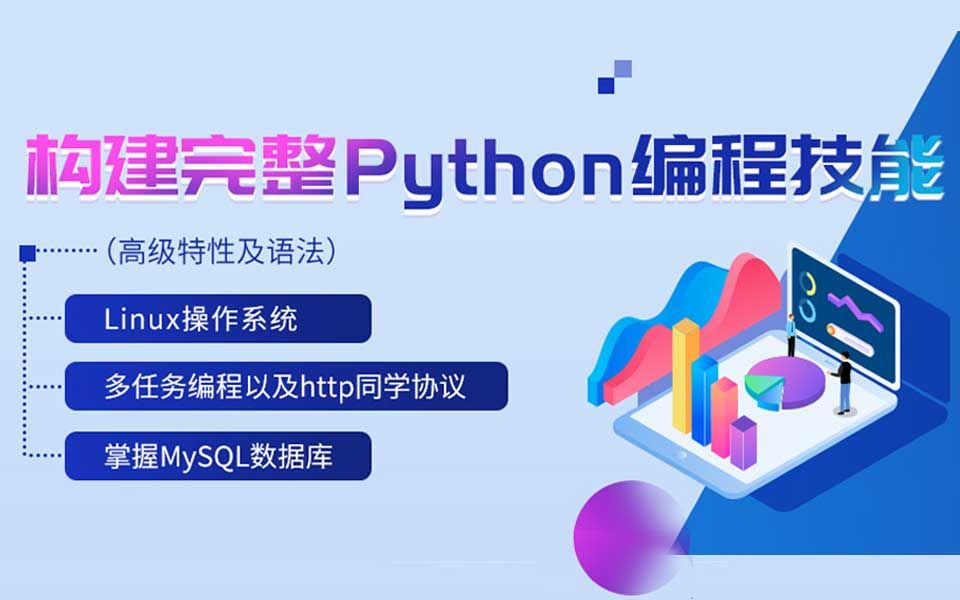 构建完整Python编程技能
（高级特性及语法）
Linux操作系统
多任务编程以及http同学协议
掌握MySQL数据库